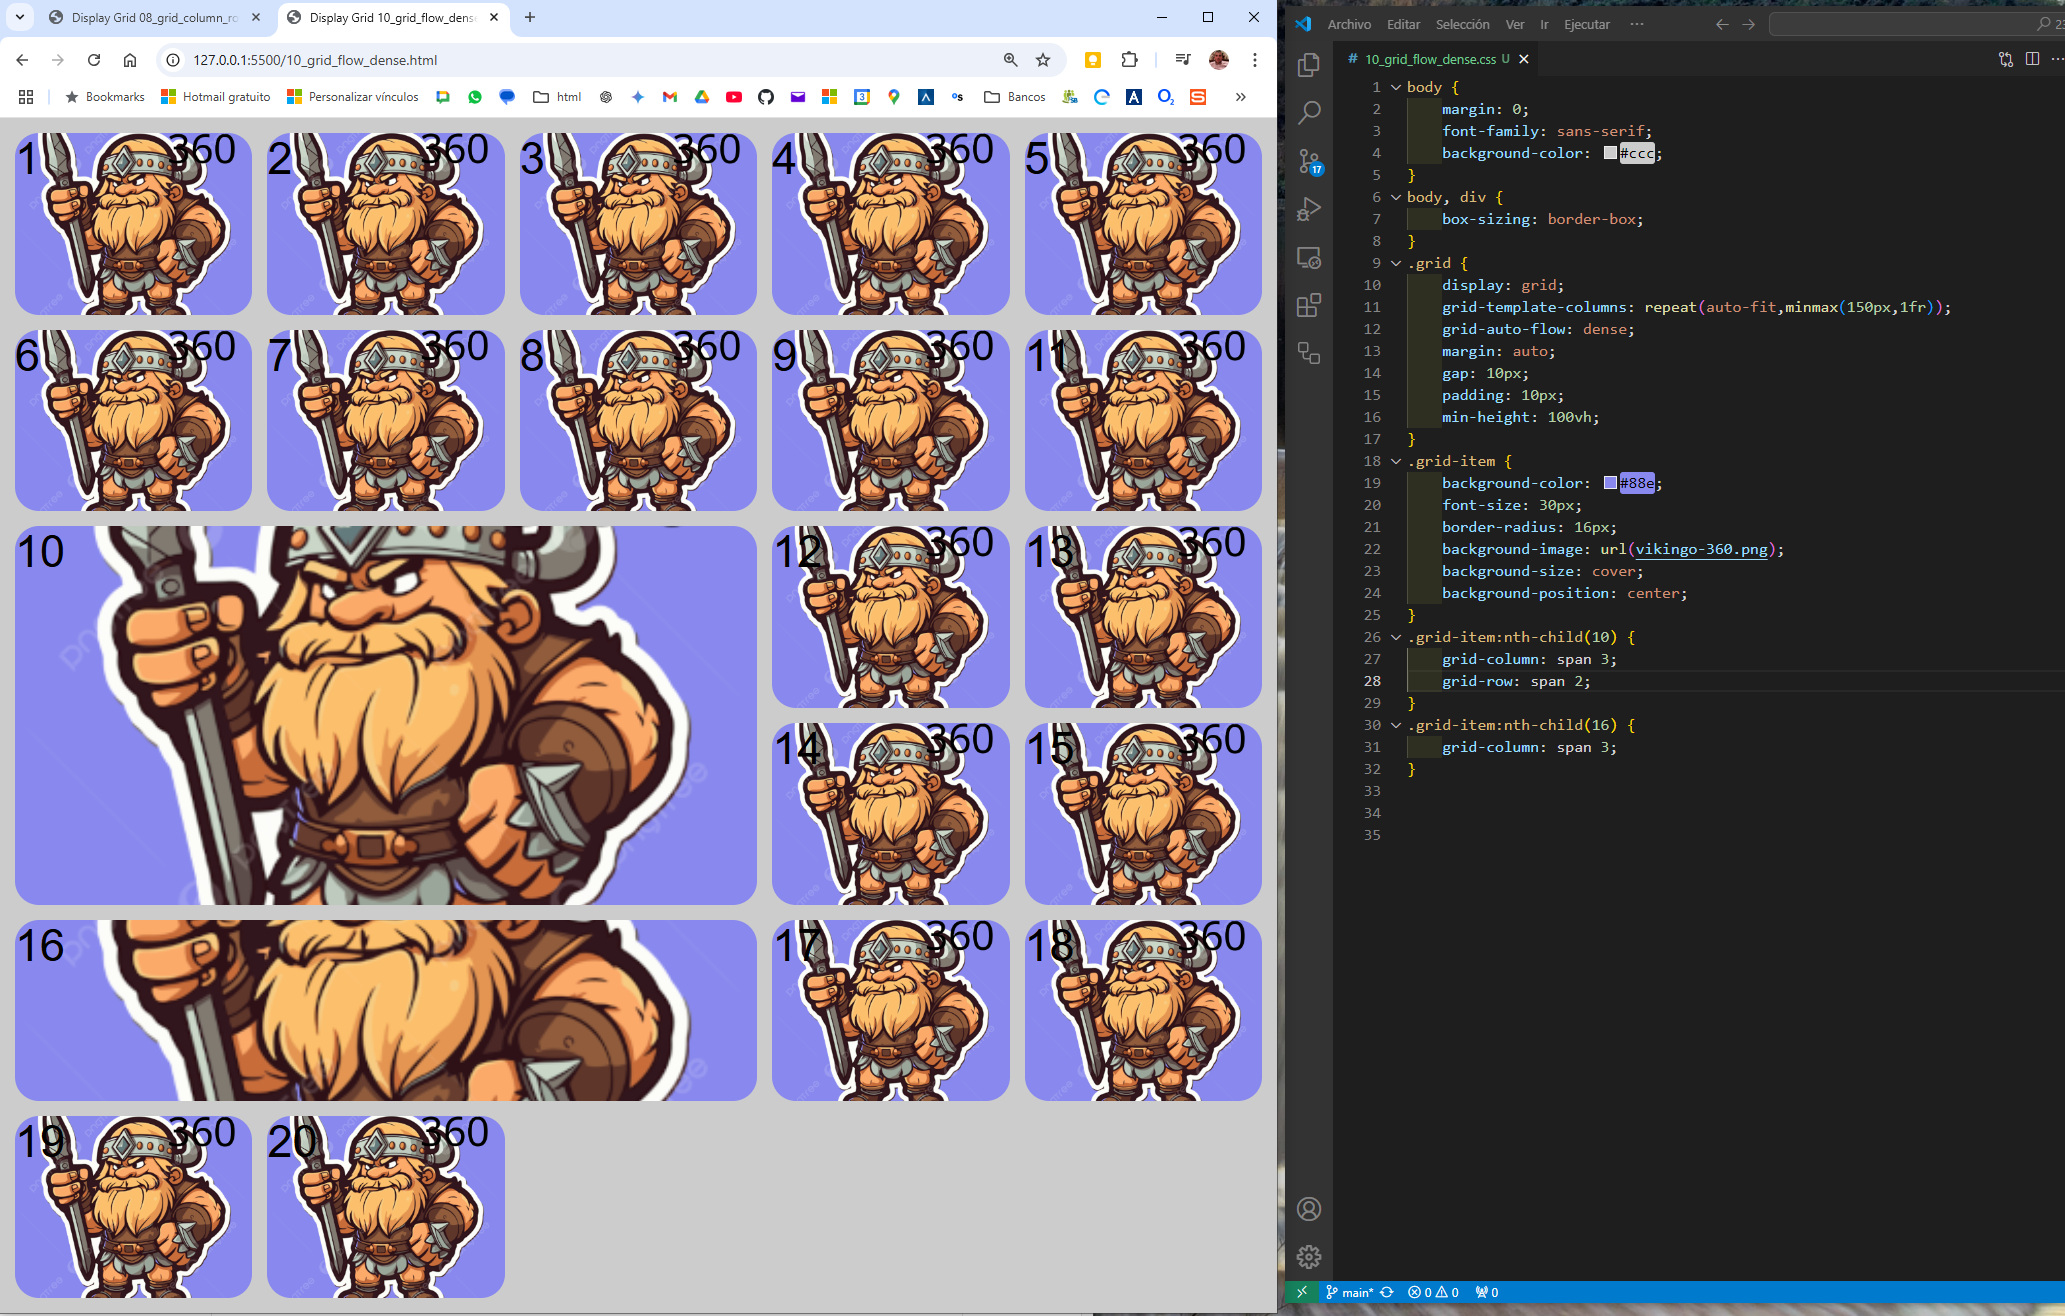 Display Grid 08_grid_column_ro
Display Grid 10_grid_flow_dense
127.0.0.1:5500/10_grid_flow_dense.html
Bookmarks
Hotmail gratuito
Personalizar vínculos
html
Bancos
1 360
2 360
3 360
4 360
5 360
6 360
7 360
8 360
9 360
11 360
10
12 360
13 360
14 360
15 360
16
17 360
18 360
19 360
20 360
Archivo Editar Selección Ver Ir Ejecutar ···
10_grid_flow_dense.css U
17
1 body {
2 margin: 0;
3 font-family: sans-serif;
4 background-color: #ccc;
5 }
6 body, div {
7 box-sizing: border-box;
8 }
9 .grid {
10 display: grid;
11 grid-template-columns: repeat(auto-fit,minmax(150px,1fr));
12 grid-auto-flow: dense;
13 margin: auto;
14 gap: 10px;
15 padding: 10px;
16 min-height: 100vh;
17 }
18 .grid-item {
19 background-color: #88e;
20 font-size: 30px;
21 border-radius: 16px;
22 background-image: url(vikingo-360.png);
23 background-size: cover;
24 background-position: center;
25 }
26 .grid-item:nth-child(10) {
27 grid-column: span 3;
28 grid-row: span 2;
29 }
30 .grid-item:nth-child(16) {
31 grid-column: span 3;
32 }
33
34
35
main* 0 0 0